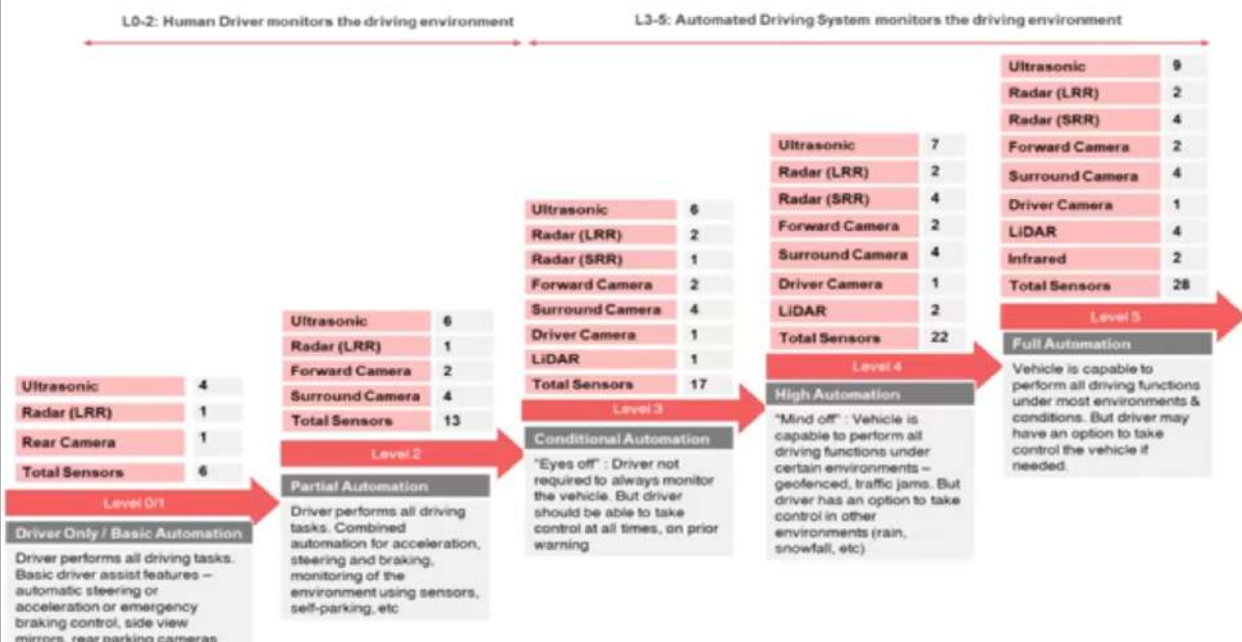 L0-2: Human Driver monitors the driving environment
L3-5: Automated Driving System monitors the driving environment
Ultrasonic 4
Radar (LRR) 1
Rear Camera 1
Total Sensors 6
Level 0/1
Driver Only / Basic Automation
Driver performs all driving tasks.
Basic driver assist features –
automatic steering or
acceleration or emergency
braking control, side view
mirrors, rear parking cameras
Ultrasonic 6
Radar (LRR) 1
Forward Camera 2
Surround Camera 4
Total Sensors 13
Level 2
Partial Automation
Driver performs all driving
tasks. Combined
automation for acceleration,
steering and braking,
monitoring of the
environment using sensors,
self-parking, etc
Ultrasonic 6
Radar (LRR) 2
Radar (SRR) 1
Forward Camera 2
Surround Camera 4
Driver Camera 1
LiDAR 1
Total Sensors 17
Level 3
Conditional Automation
"Eyes off" : Driver not
required to always monitor
the vehicle. But driver
should be able to take
control at all times, on prior
warning
Ultrasonic 7
Radar (LRR) 2
Radar (SRR) 4
Forward Camera 2
Surround Camera 4
Driver Camera 1
LiDAR 2
Total Sensors 22
Level 4
High Automation
"Mind off" : Vehicle is
capable to perform all
driving functions under
certain environments –
geofenced, traffic jams. But
driver has an option to take
control in other
environments (rain,
snowfall, etc)
Ultrasonic 9
Radar (LRR) 2
Radar (SRR) 4
Forward Camera 2
Surround Camera 4
Driver Camera 1
LiDAR 4
Infrared 2
Total Sensors 28
Level 5
Full Automation
Vehicle is capable to
perform all driving functions
under most environments &
conditions. But driver may
have an option to take
control the vehicle if
needed.